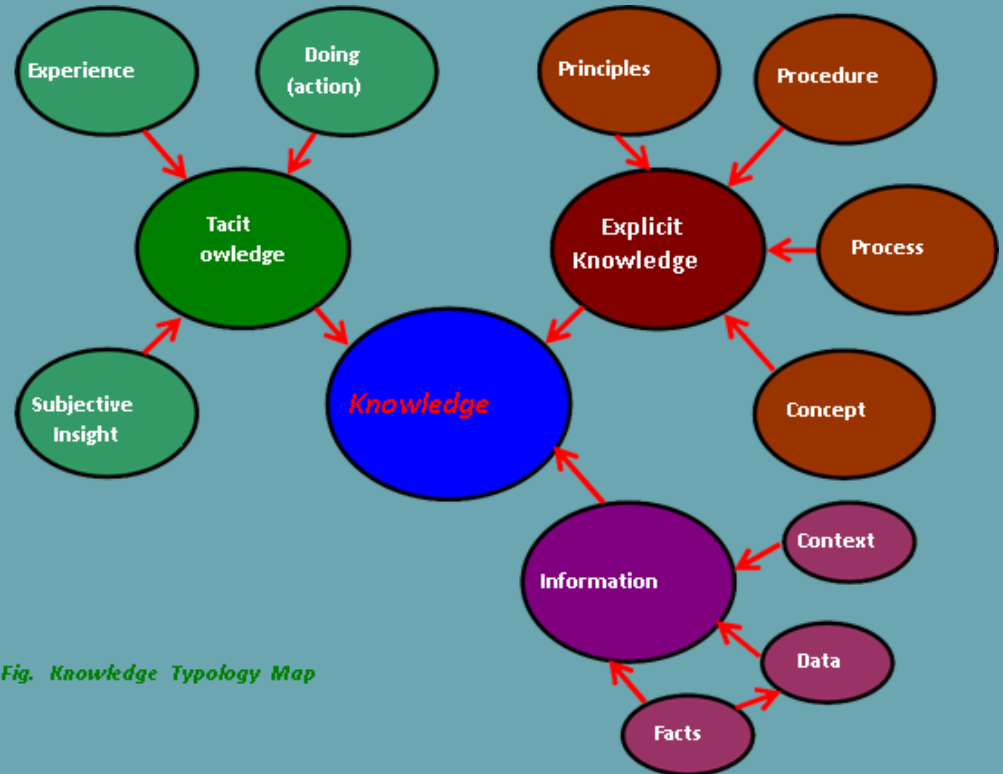 Experience
Doing
(action)
Principles
Procedure
Tacit
owledge
Explicit
Knowledge
Process
Subjective
Insight
Knowledge
Concept
Context
Information
Data
Facts
Fig. Knowledge Typology Map